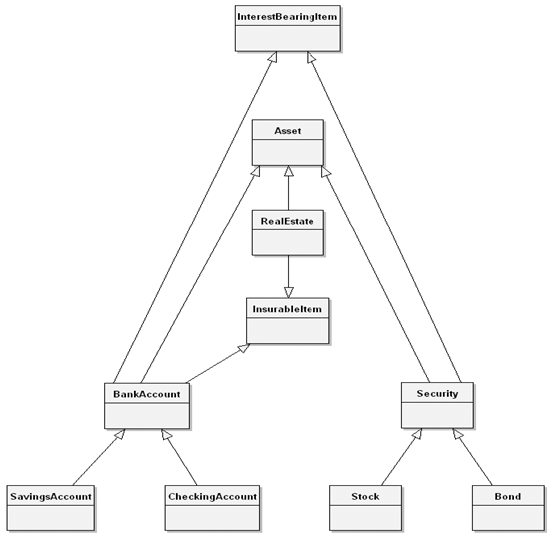 InterestBearingItem
Asset
RealEstate
InsurableItem
BankAccount
Security
SavingsAccount
CheckingAccount
Stock
Bond